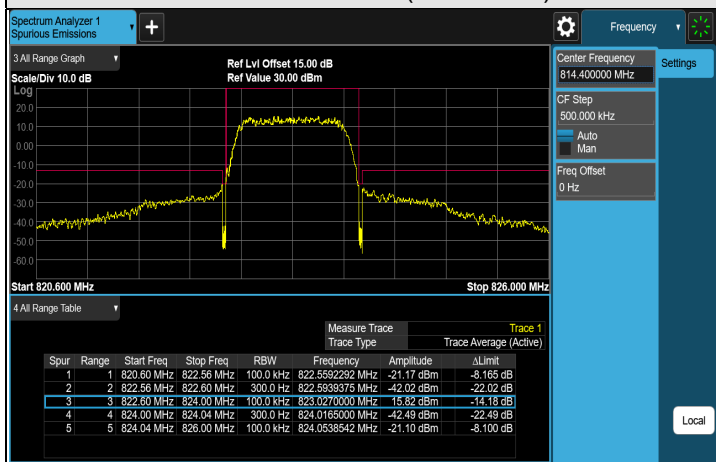 Spectrum Analyzer 1
Spurious Emissions
Frequency
3 All Range Graph
Ref Lvl Offset 15.00 dB
Scale/Div 10.0 dB
Ref Value 30.00 dBm
Log
20.0
10.0
0.00
-10.0
-20.0
-30.0
-40.0
-50.0
-60.0
Start 820.600 MHz
Stop 826.000 MHz
Center Frequency
814.400000 MHz
Settings
CF Step
500.000 kHz
Auto
Man
Freq Offset
0 Hz
4 All Range Table
Measure Trace Trace 1
Trace Type Trace Average (Active)
Spur Range Start Freq Stop Freq RBW Frequency Amplitude ΔLimit
1 1 820.60 MHz 822.56 MHz 100.0 kHz 822.5592292 MHz -21.17 dBm -8.165 dB
2 2 822.56 MHz 822.60 MHz 300.0 Hz 822.5939375 MHz -42.02 dBm -22.02 dB
3 3 822.60 MHz 824.00 MHz 100.0 kHz 823.0270000 MHz 15.82 dBm -14.18 dB
4 4 824.00 MHz 824.04 MHz 300.0 Hz 824.0165000 MHz -42.49 dBm -22.49 dB
5 5 824.04 MHz 826.00 MHz 100.0 kHz 824.0538542 MHz -21.10 dBm -8.100 dB
Local